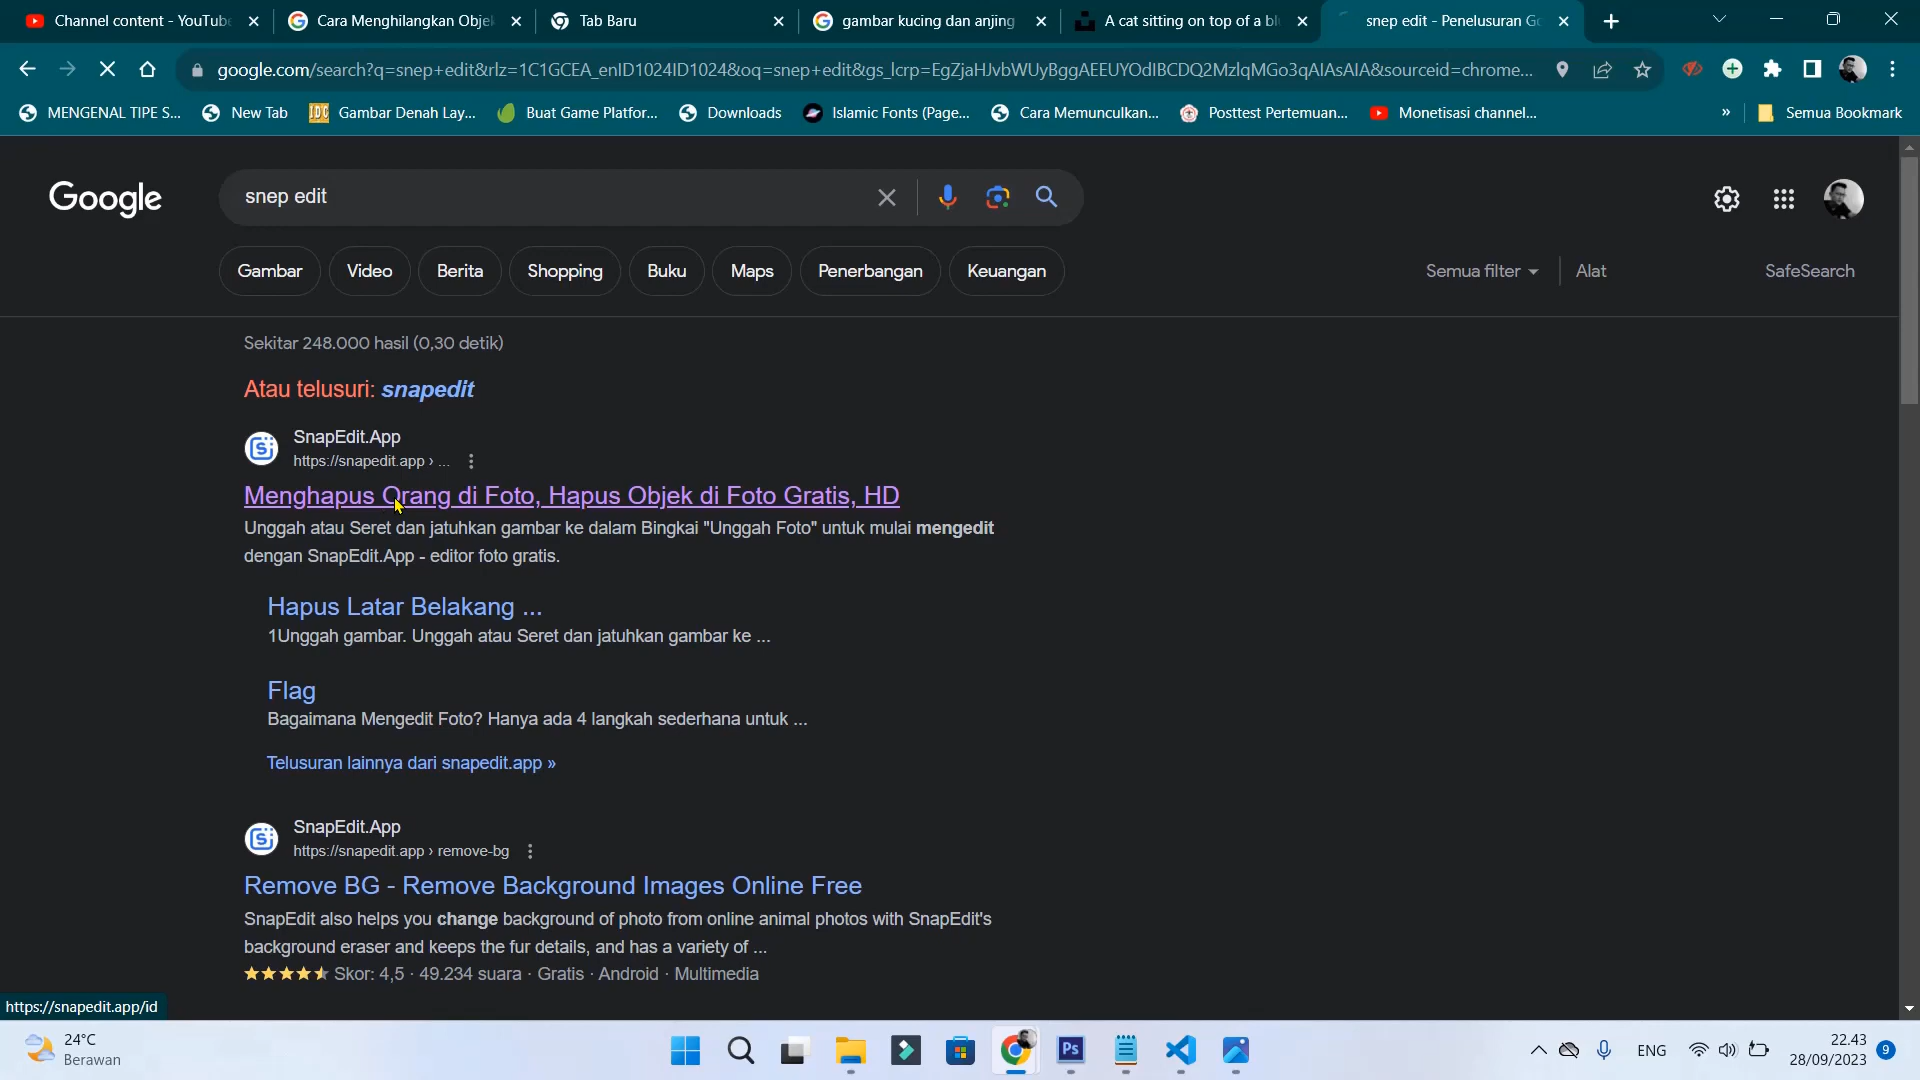 Channel content - YouTube
Cara Menghilangkan Objek
Tab Baru
gambar kucing dan anjing
A cat sitting on top of a bl
snep edit - Penelusuran Go
google.com/search?q=snep+edit&rlz=1C1GCEA_enID1024ID1024&oq=snep+edit&gs_lcrp=EgZjaHJvbWUyBggAEEUYOdIBCDQ2MzlqMGo3qAIAsAIA&sourceid=chrome...
MENGENAL TIPE S...
New Tab
IDC
Gambar Denah Lay...
Buat Game Platfor...
Downloads
Islamic Fonts (Page...
Cara Memunculkan...
Posttest Pertemuan...
Monetisasi channel...
»
Semua Bookmark
Google
snep edit
Gambar
Video
Berita
Shopping
Buku
Maps
Penerbangan
Keuangan
Semua filter
Alat
SafeSearch
Sekitar 248.000 hasil (0,30 detik)
Atau telusuri: snapedit
SnapEdit.App
https://snapedit.app › ...
Menghapus Orang di Foto, Hapus Objek di Foto Gratis, HD
Unggah atau Seret dan jatuhkan gambar ke dalam Bingkai "Unggah Foto" untuk mulai mengedit
dengan SnapEdit.App - editor foto gratis.
Hapus Latar Belakang ...
1Unggah gambar. Unggah atau Seret dan jatuhkan gambar ke ...
Flag
Bagaimana Mengedit Foto? Hanya ada 4 langkah sederhana untuk ...
Telusuran lainnya dari snapedit.app »
SnapEdit.App
https://snapedit.app › remove-bg
Remove BG - Remove Background Images Online Free
SnapEdit also helps you change background of photo from online animal photos with SnapEdit's
background eraser and keeps the fur details, and has a variety of ...
Skor: 4,5 · 49.234 suara · Gratis · Android · Multimedia
https://snapedit.app/id
24°C
Berawan
Ps
ENG
22.43
28/09/2023
9